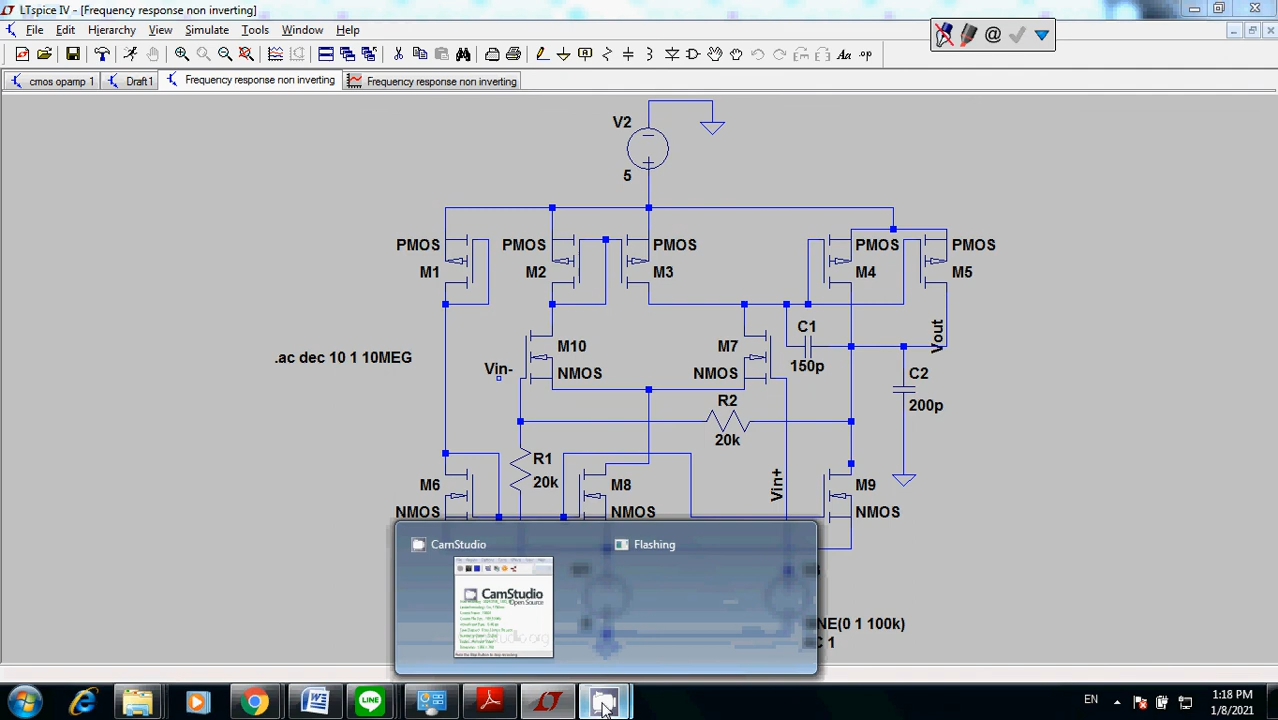 LTspice IV - [Frequency response non inverting]
File Edit Hierarchy View Simulate Tools Window Help
cmos opamp 1 Draft1 Frequency response non inverting Frequency response non inverting
V2
5
PMOS PMOS PMOS PMOS PMOS
M1 M2 M3 M4 M5
C1
150p
Vout
M10 M7
.ac dec 10 1 10MEG
Vin- NMOS NMOS
C2
200p
R2
20k
R1
20k
Vin+
M6 M8 M9
NMOS NMOS NMOS
CamStudio Flashing
CamStudio
Open Source
NE(0 1 100k)
C 1
EN
1:18 PM
1/8/2021